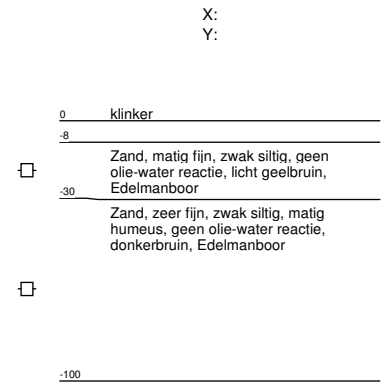 X:
Y:
0 klinker
-8
Zand, matig fijn, zwak siltig, geen
olie-water reactie, licht geelbruin,
Edelmanboor
-30
Zand, zeer fijn, zwak siltig, matig
humeus, geen olie-water reactie,
donkerbruin, Edelmanboor
-100